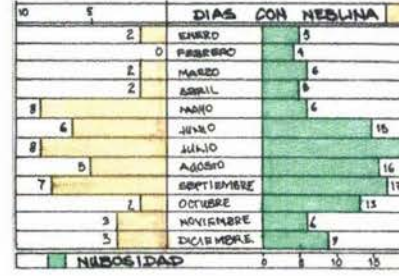 10 5 DIAS CON NEBLINA
2 ENERO 5
0 FEBRERO 4
2 MARZO 6
2 ABRIL 5
8 MAYO 6
6 JUNIO 15
8 JULIO
5 AGOSTO 16
7 SEPTIEMBRE 17
2 OCTUBRE 13
3 NOVIEMBRE 6
3 DICIEMBRE 9
NUBOSIDAD 0 5 10 15